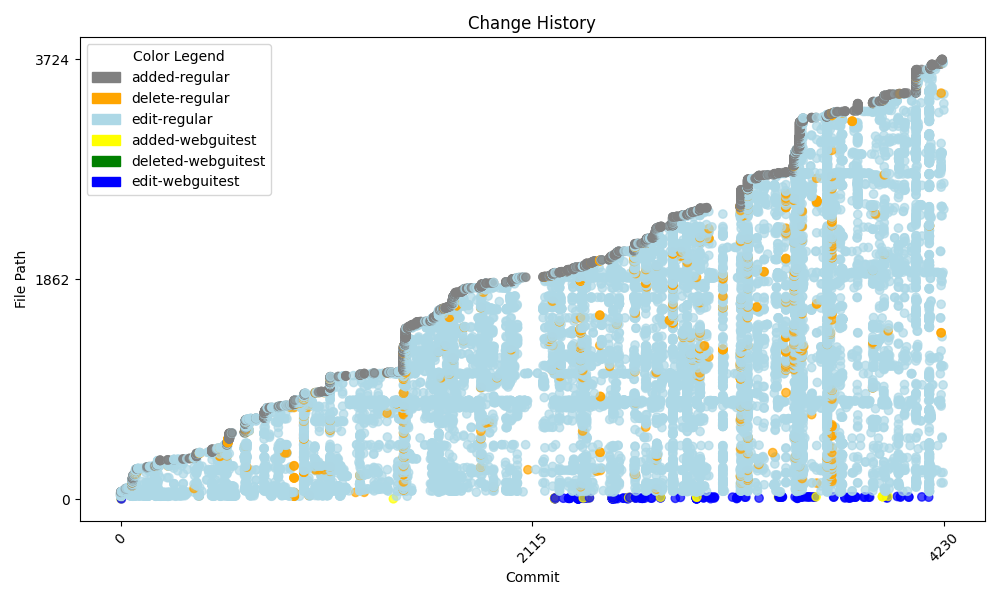 Change History
Color Legend
added-regular
delete-regular
edit-regular
added-webguitest
deleted-webguitest
edit-webguitest
File Path
3724
1862
0
0
2115
4230
Commit